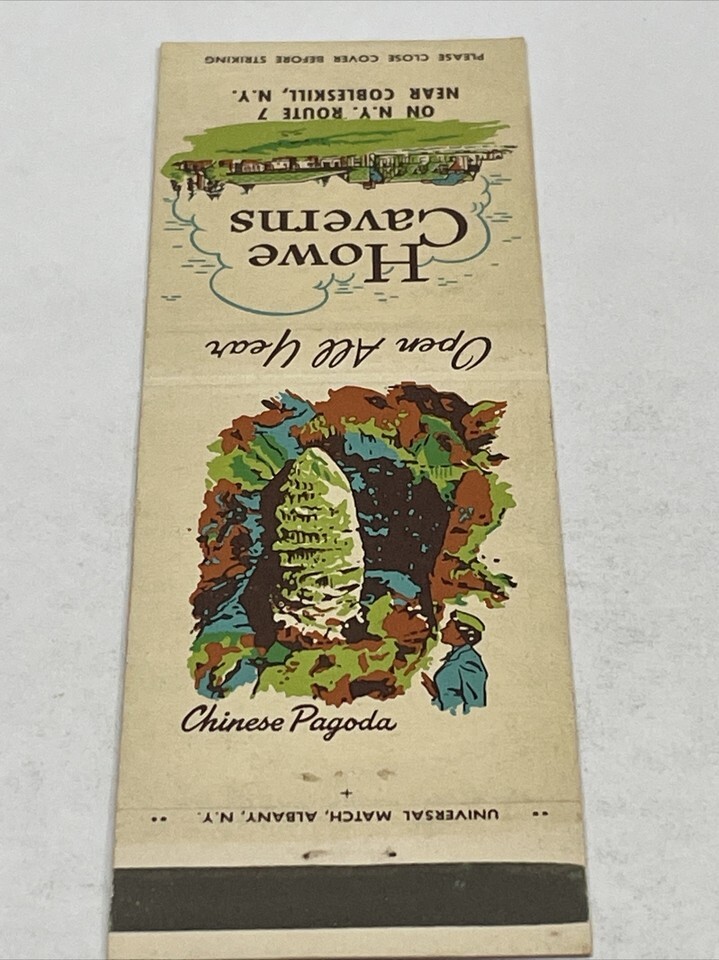 PLEASE CLOSE COVER BEFORE STRIKING
ON N.Y. ROUTE 7
NEAR COBLESKILL, N.Y.
Howe
Caverns
Open All Year
Chinese Pagoda
UNIVERSAL MATCH, ALBANY, N.Y.